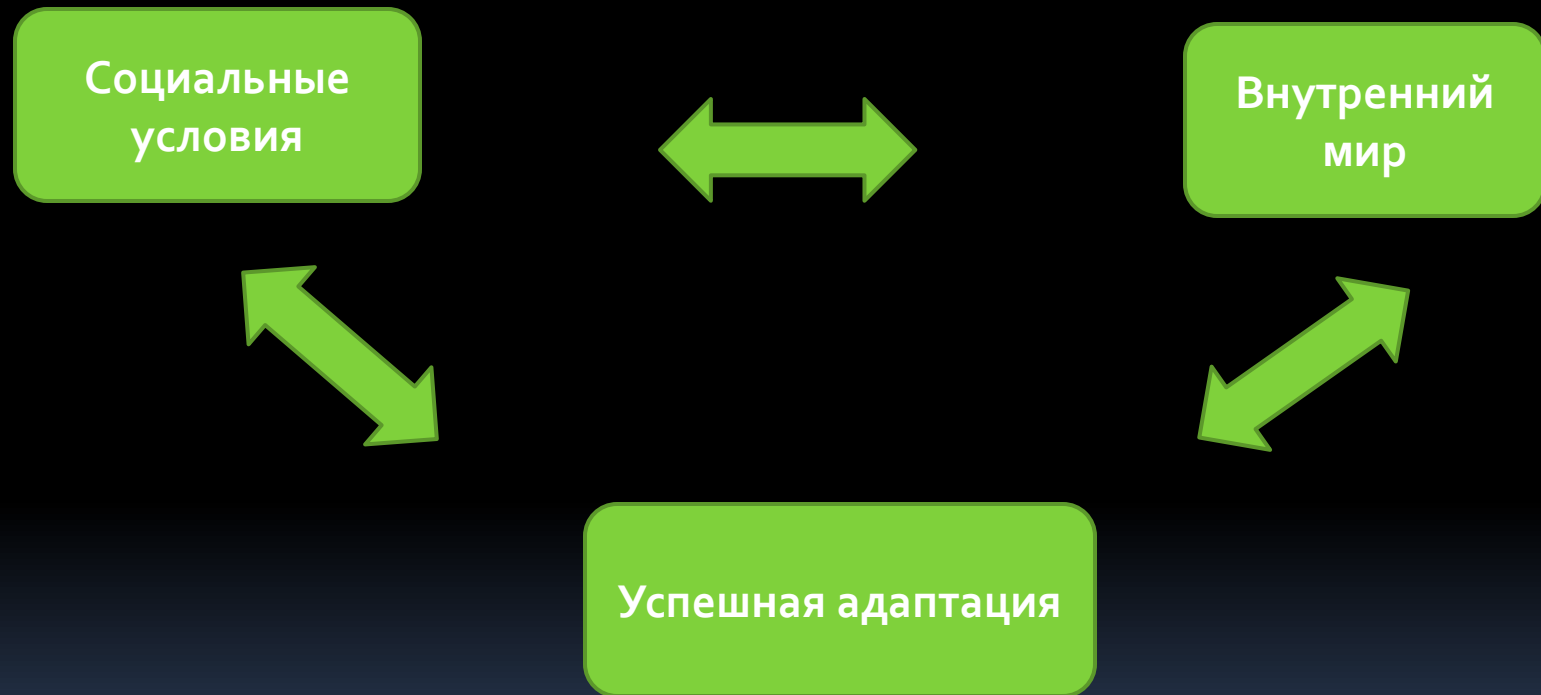 Социальные
условия
Внутренний
мир
Успешная адаптация